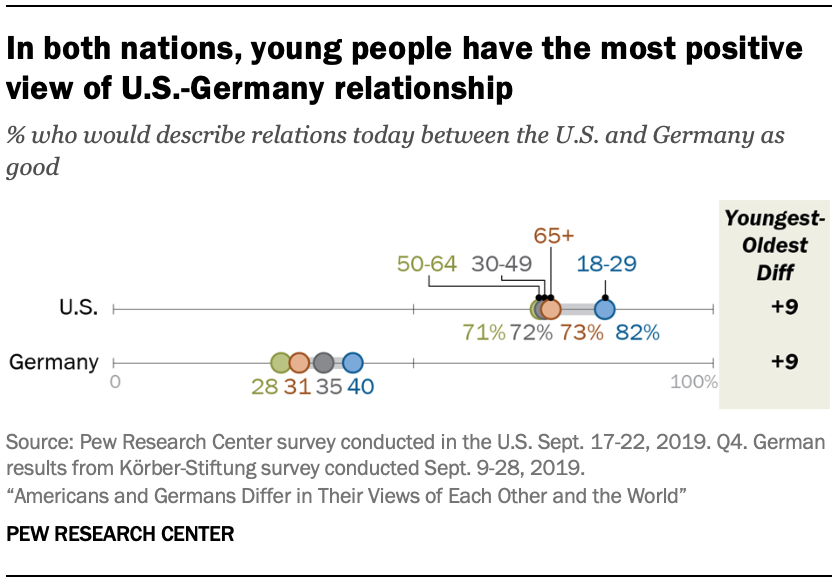 In both nations, young people have the most positive
view of U.S.-Germany relationship
% who would describe relations today between the U.S. and Germany as
good
Youngest-
Oldest
Diff
65+
50-64 30-49 18-29
U.S. +9
71% 72% 73% 82%
Germany +9
0 100%
28 31 35 40
Source: Pew Research Center survey conducted in the U.S. Sept. 17-22, 2019. Q4. German
results from Körber-Stiftung survey conducted Sept. 9-28, 2019.
“Americans and Germans Differ in Their Views of Each Other and the World”
PEW RESEARCH CENTER